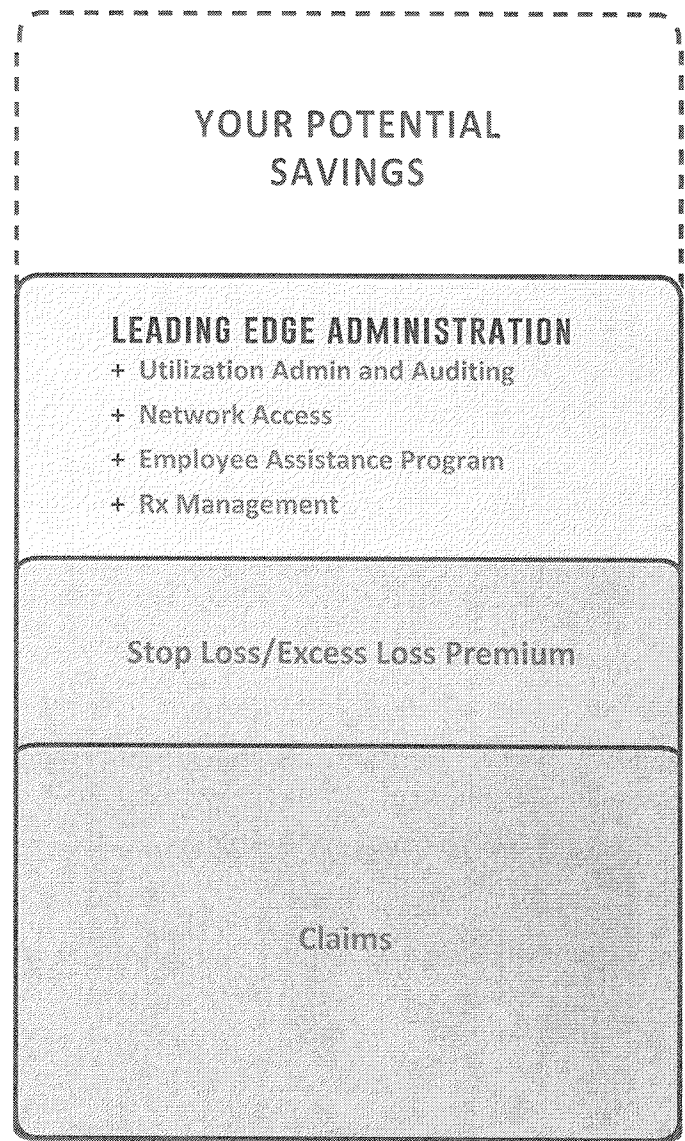 YOUR POTENTIAL
SAVINGS
LEADING EDGE ADMINISTRATION
+ Utilization Admin and Auditing
+ Network Access
+ Employee Assistance Program
+ Rx Management
Stop Loss/Excess Loss Premium
Claims